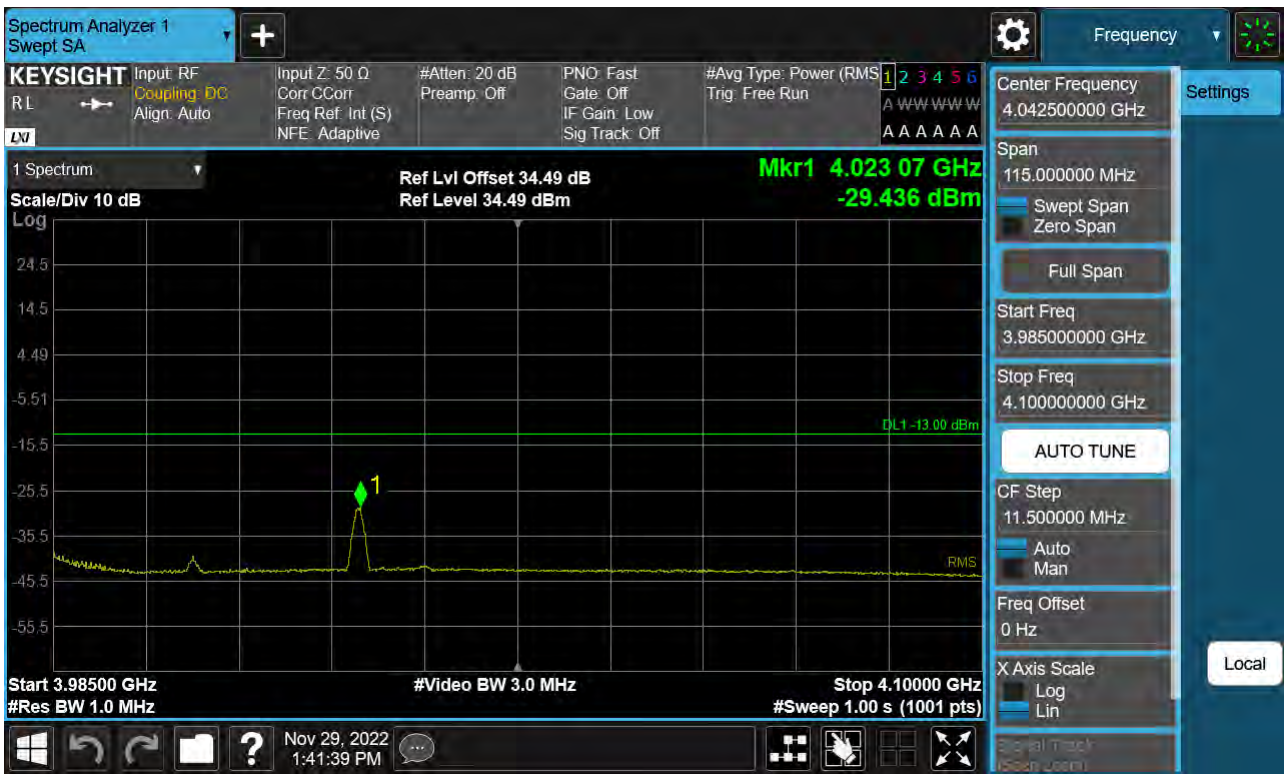 Spectrum Analyzer 1
Swept SA
Frequency
KEYSIGHT
RL
LXI
Input: RF
Coupling: DC
Align: Auto
Input Z: 50 Ω
Corr CCorr
Freq Ref: Int (S)
NFE: Adaptive
#Atten: 20 dB
Preamp: Off
PNO: Fast
Gate: Off
IF Gain: Low
Sig Track: Off
#Avg Type: Power (RMS
Trig: Free Run
1 2 3 4 5 6
A W W W W W
A A A A A A
1 Spectrum
Scale/Div 10 dB
Log
Ref Lvl Offset 34.49 dB
Ref Level 34.49 dBm
Mkr1 4.023 07 GHz
-29.436 dBm
24.5
14.5
4.49
-5.51
DL1 -13.00 dBm
-15.5
1
-25.5
-35.5
RMS
-45.5
-55.5
Start 3.98500 GHz
#Res BW 1.0 MHz
#Video BW 3.0 MHz
Stop 4.10000 GHz
#Sweep 1.00 s (1001 pts)
Center Frequency
4.042500000 GHz
Settings
Span
115.000000 MHz
Swept Span
Zero Span
Full Span
Start Freq
3.985000000 GHz
Stop Freq
4.100000000 GHz
AUTO TUNE
CF Step
11.500000 MHz
Auto
Man
Freq Offset
0 Hz
X Axis Scale
Log
Lin
Local
Signal Track
(Span Zoom)
?
Nov 29, 2022
1:41:39 PM